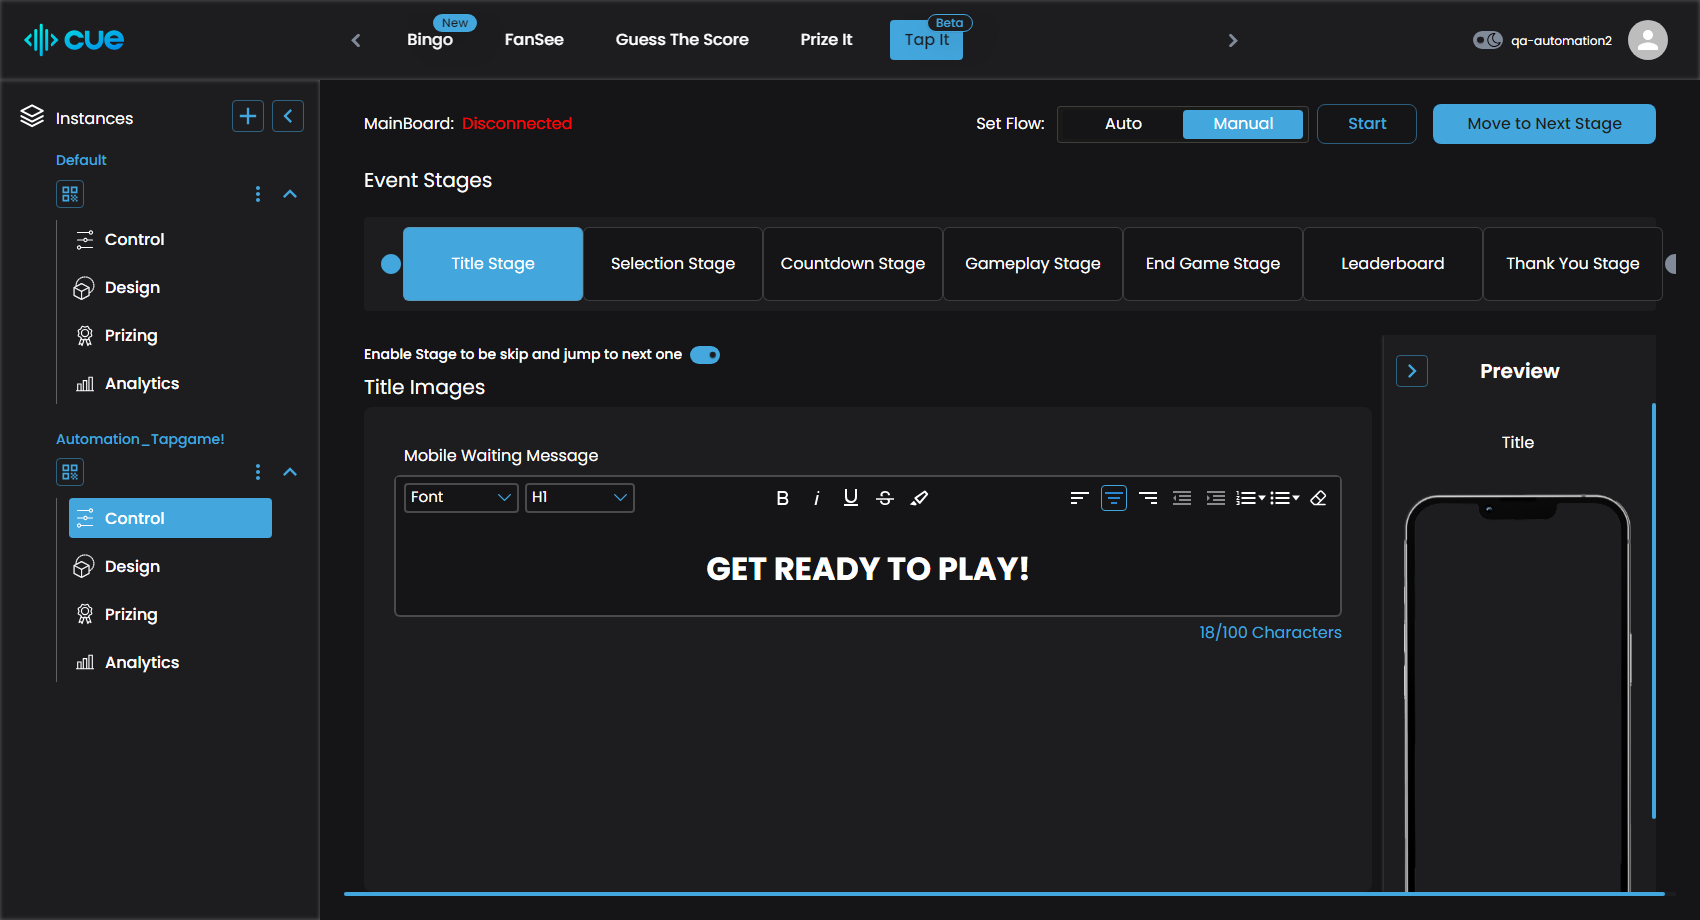 cue
New
Beta
Bingo
FanSee
Guess The Score
Prize It
Tap It
qa-automation2
Instances
Default
Control
Design
Prizing
Analytics
Automation_Tapgame!
Control
Design
Prizing
Analytics
MainBoard: Disconnected
Set Flow:
Auto
Manual
Start
Move to Next Stage
Event Stages
Title Stage
Selection Stage
Countdown Stage
Gameplay Stage
End Game Stage
Leaderboard
Thank You Stage
Enable Stage to be skip and jump to next one
Title Images
Mobile Waiting Message
Font
H1
B
i
U
S
GET READY TO PLAY!
18/100 Characters
Preview
Title